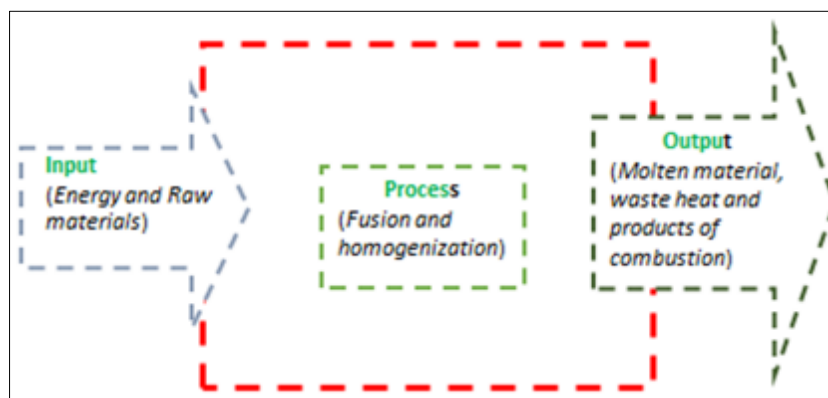 Input
(Energy and Raw
materials)
Process
(Fusion and
homogenization)
Output
(Molten material,
waste heat and
products of
combustion)